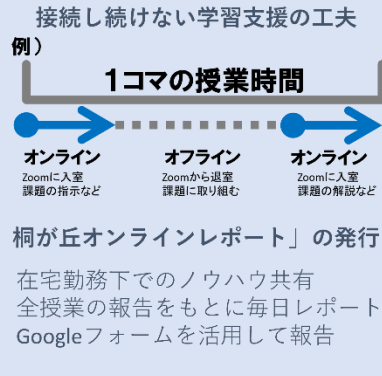 接続し続けない学習支援の工夫
例）
1コマの授業時間
オンライン オフライン オンライン
Zoomに入室 Zoomから退室 Zoomに入室
課題の指示など 課題に取り組む 課題の解説など
桐が丘オンラインレポート」の発行
在宅勤務下でのノウハウ共有
全授業の報告をもとに毎日レポート
Googleフォームを活用して報告